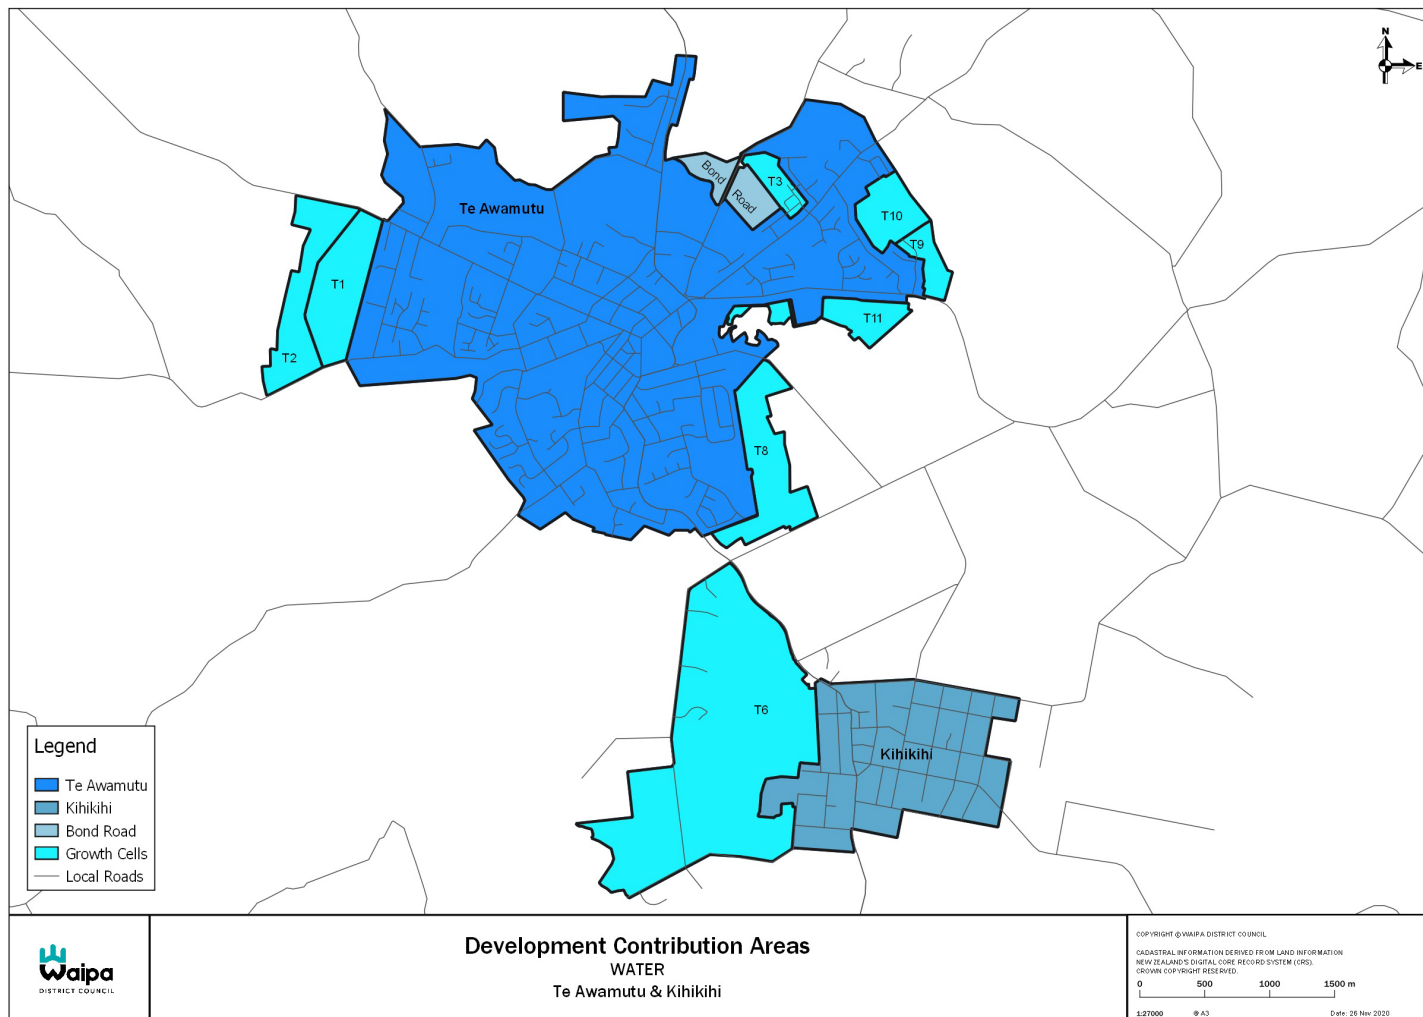 N
E
Bond
Road
T3
Te Awamutu
T10
T9
T1
T11
T2
T8
T6
Kihikihi
Legend
Te Awamutu
Kihikihi
Bond Road
Growth Cells
Local Roads
Waipa
DISTRICT COUNCIL
Development Contribution Areas
WATER
Te Awamutu & Kihikihi
COPYRIGHT @ WAIPA DISTRICT COUNCIL
CADASTRAL INFORMATION DERIVED FROM LAND INFORMATION
NEW ZEALAND'S DIGITAL CORE RECORD SYSTEM (CRS).
CROWN COPYRIGHT RESERVED.
0 500 1000 1500 m
1:27000 @ A3 Date: 26 Nov 2020